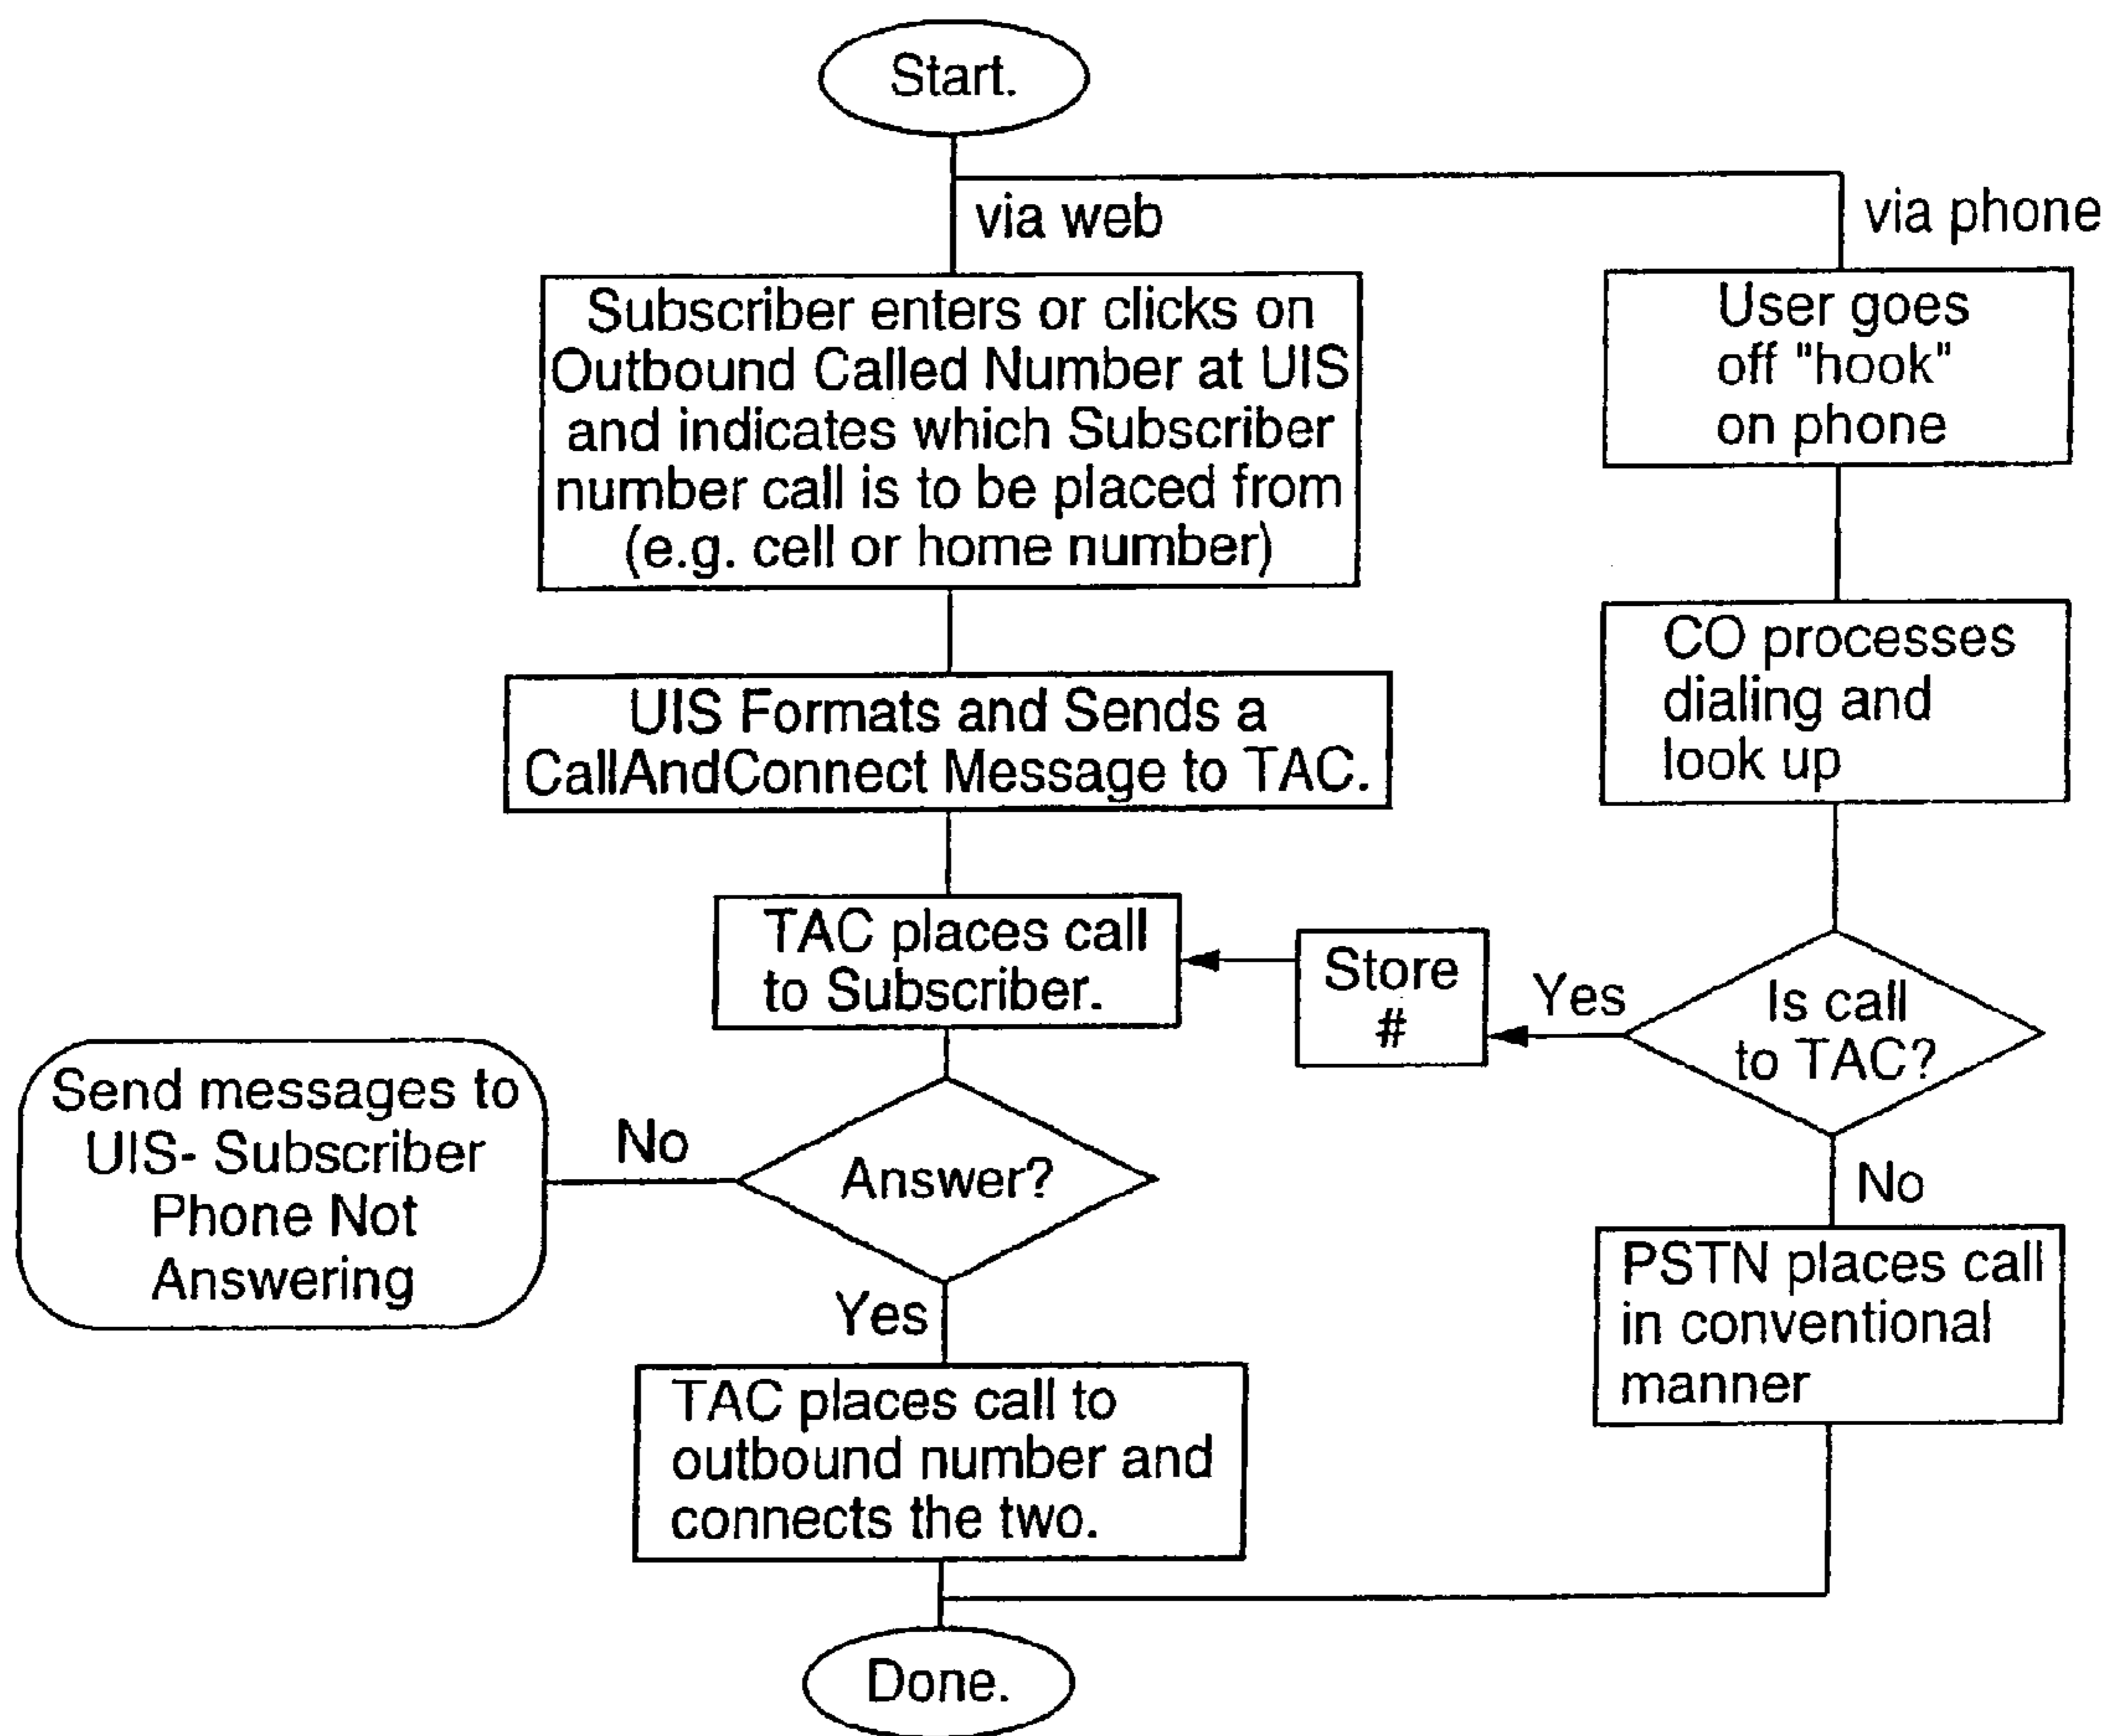 Start.
via web
via phone
Subscriber enters or clicks on
Outbound Called Number at UIS
and indicates which Subscriber
number call is to be placed from
(e.g. cell or home number)
User goes
off "hook"
on phone
UIS Formats and Sends a
CallAndConnect Message to TAC.
CO processes
dialing and
look up
TAC places call
to Subscriber.
Store
#
Yes
Is call
to TAC?
Send messages to
UIS- Subscriber
Phone Not
Answering
No
Answer?
No
Yes
PSTN places call
in conventional
manner
TAC places call to
outbound number and
connects the two.
Done.